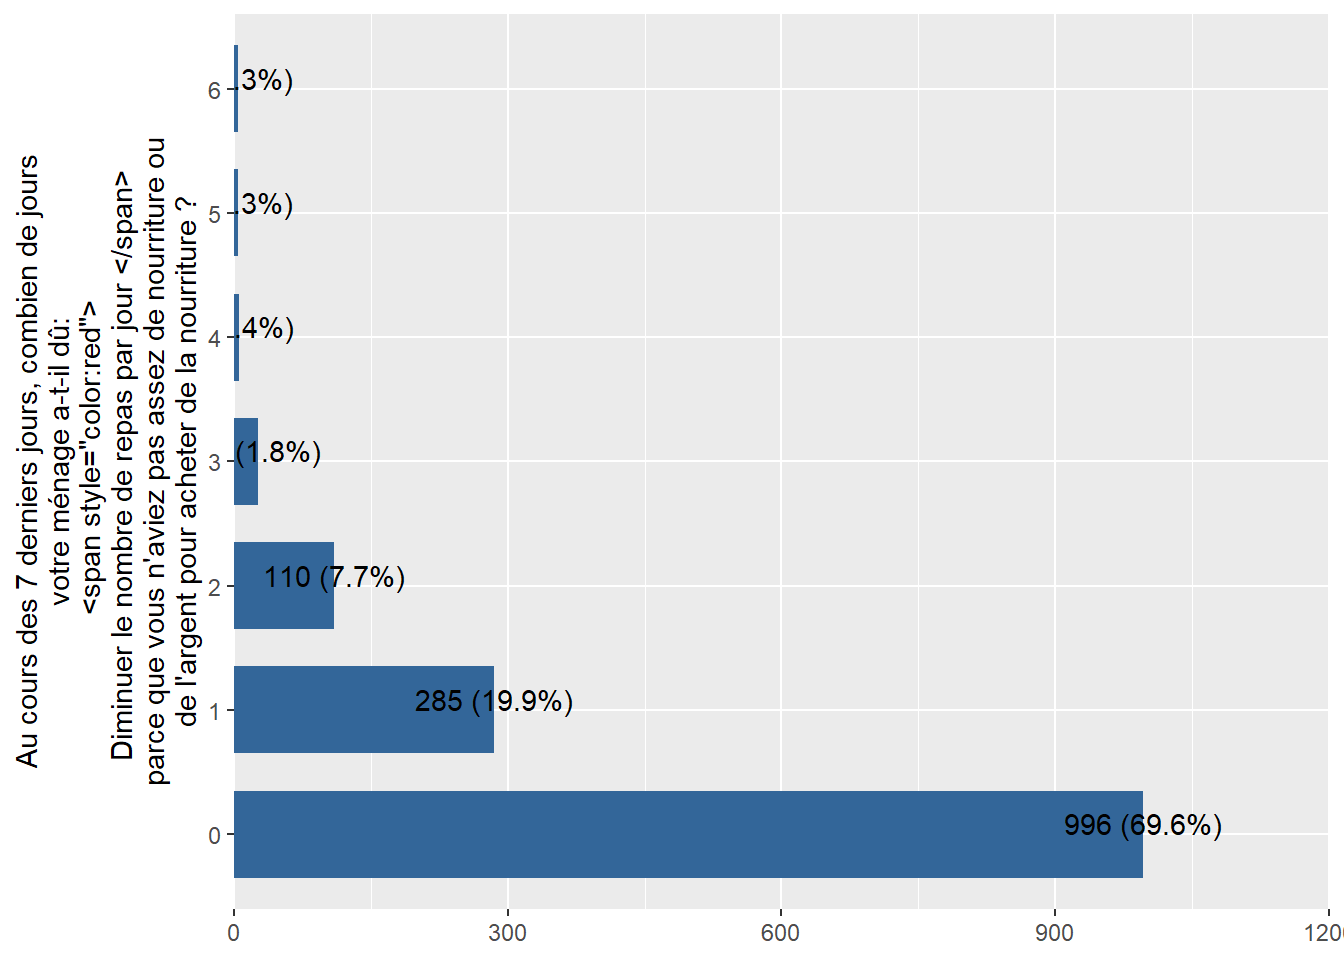 Au cours des 7 derniers jours, combien de jours
votre ménage a-t-il dû:
<span style="color:red">
Diminuer le nombre de repas par jour </span>
parce que vous n'aviez pas assez de nourriture ou
de l'argent pour acheter de la nourriture ?
6 .3%)
5 .3%)
4 .4%)
3 (1.8%)
2 110 (7.7%)
1 285 (19.9%)
0 996 (69.6%)
0 300 600 900 1200